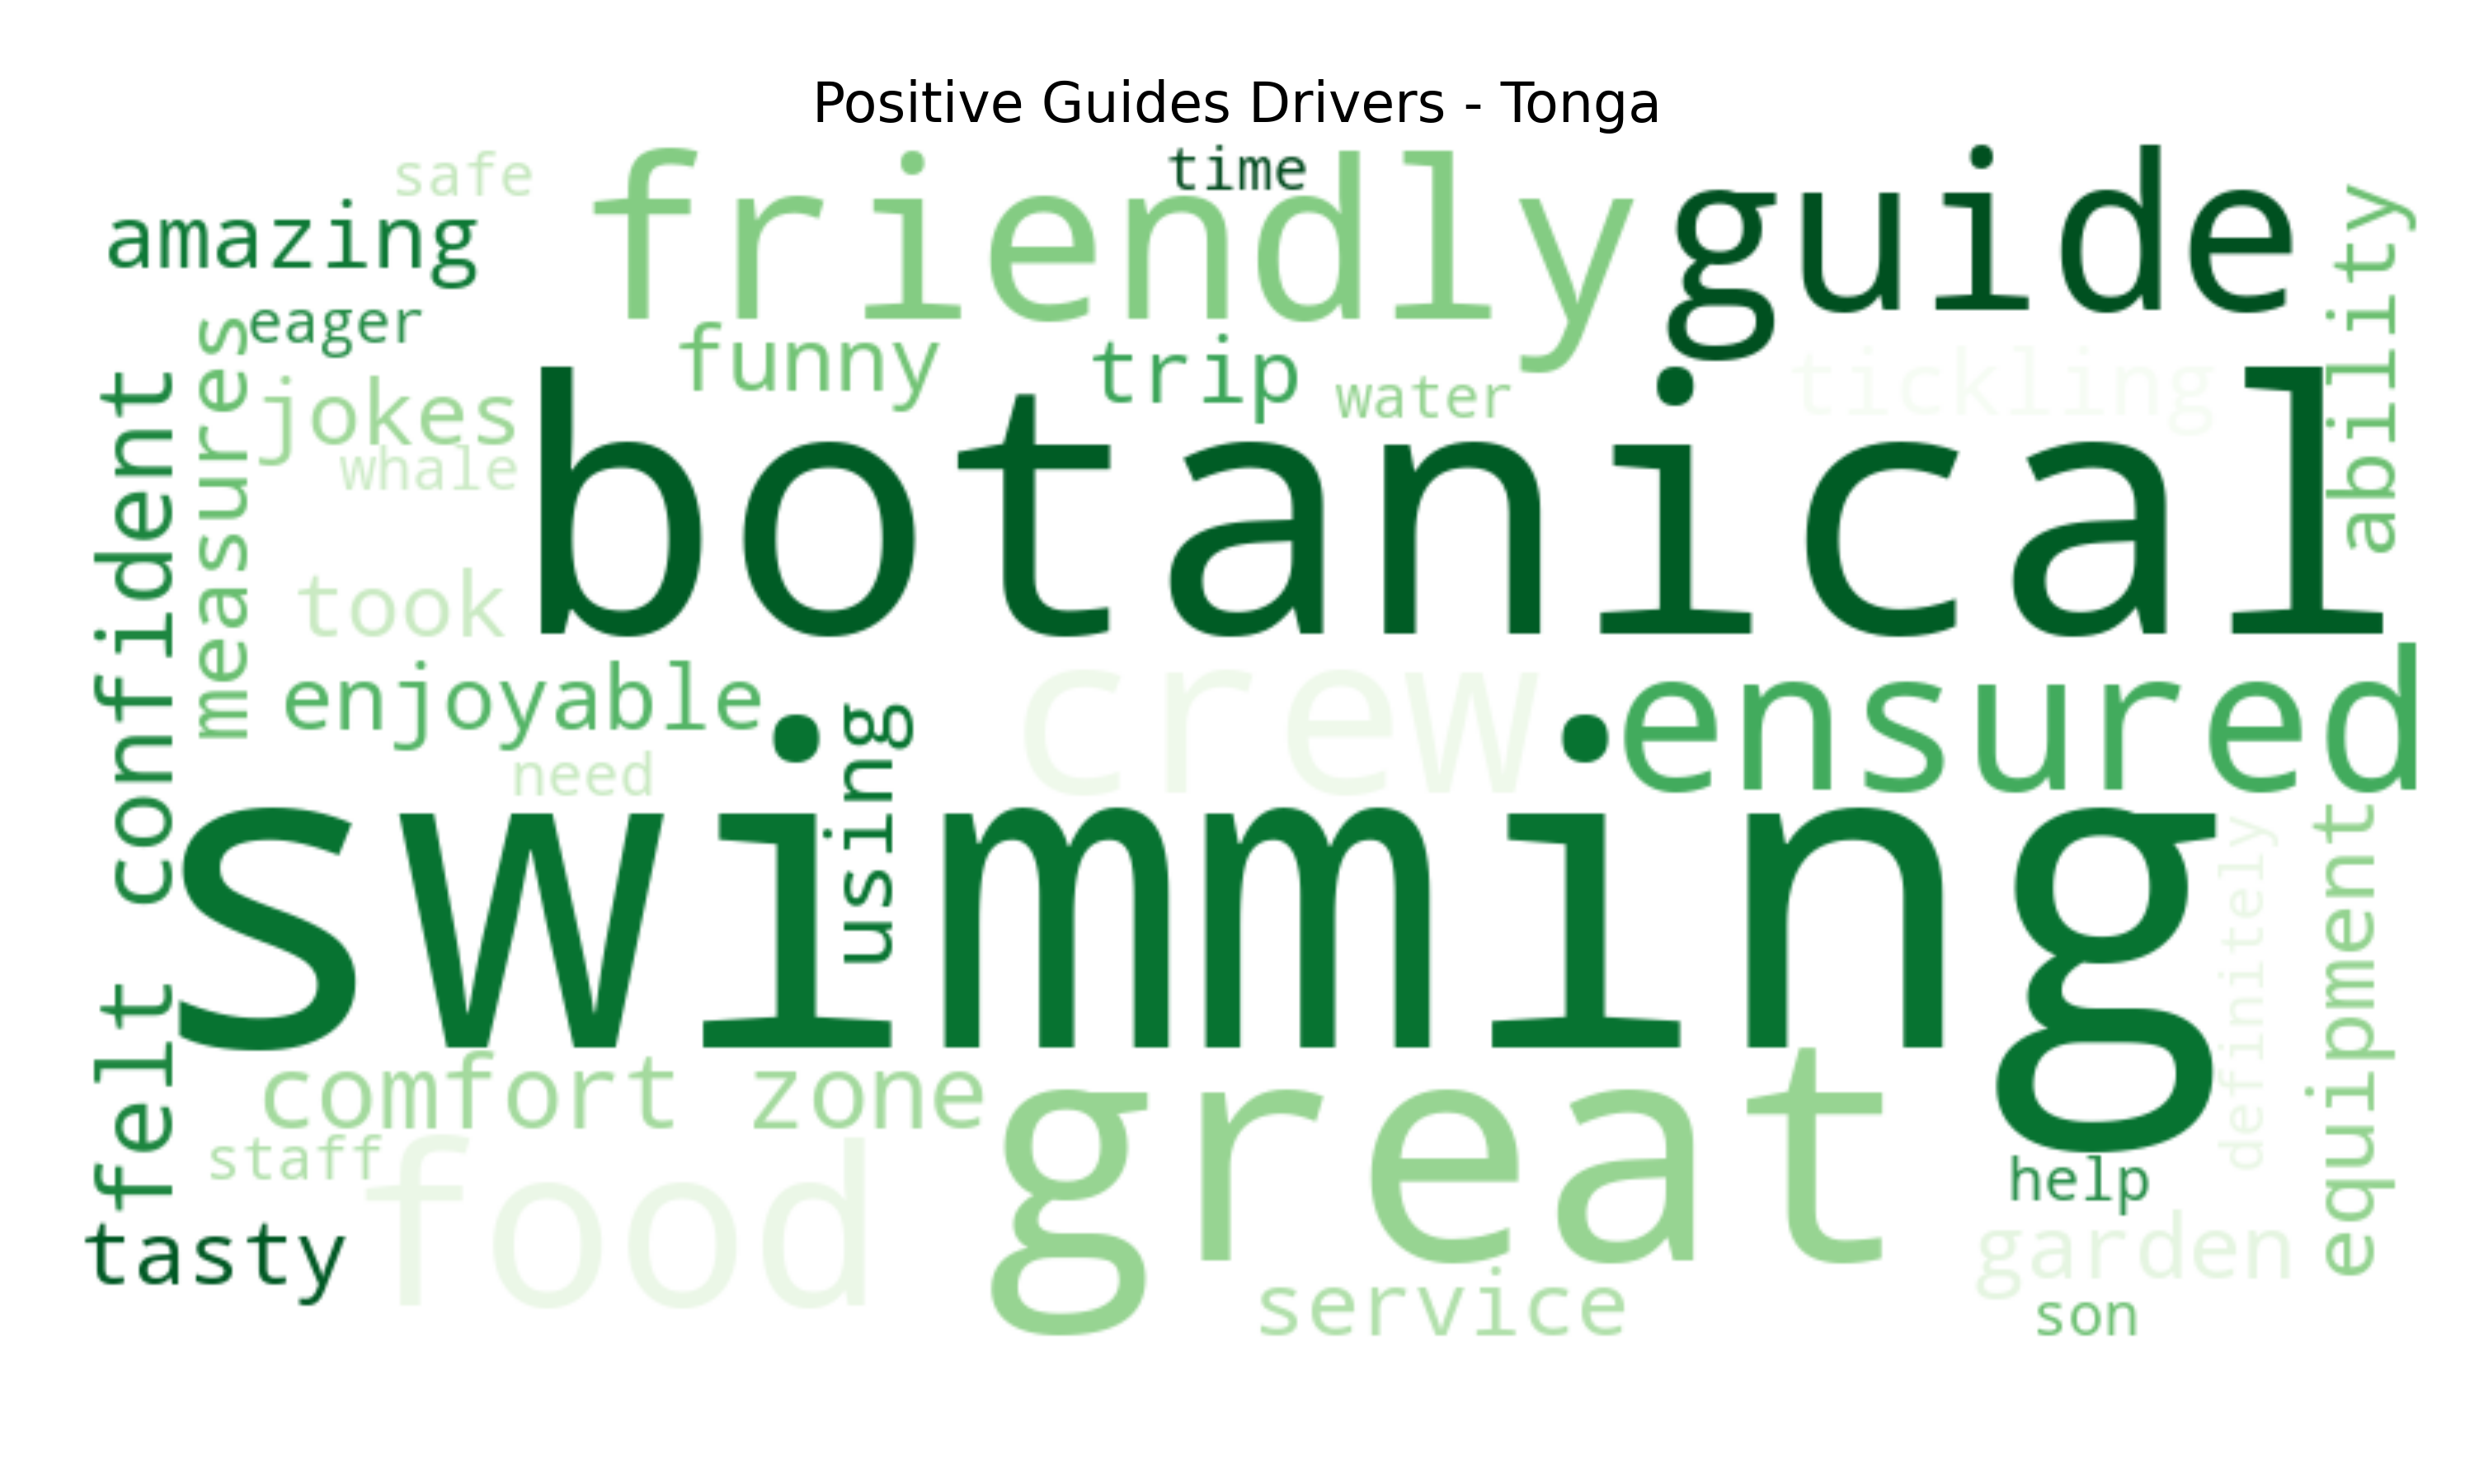 Positive Guides Drivers - Tonga
safe
time
friendly
guide
amazing
ability
eager
measures
funny
trip
water
tickling
jokes
whale
botanical
felt confident
took
enjoyable
crew
ensured
using
need
swimming
definitely
equipment
comfort zone
great
staff
food
help
tasty
garden
service
son